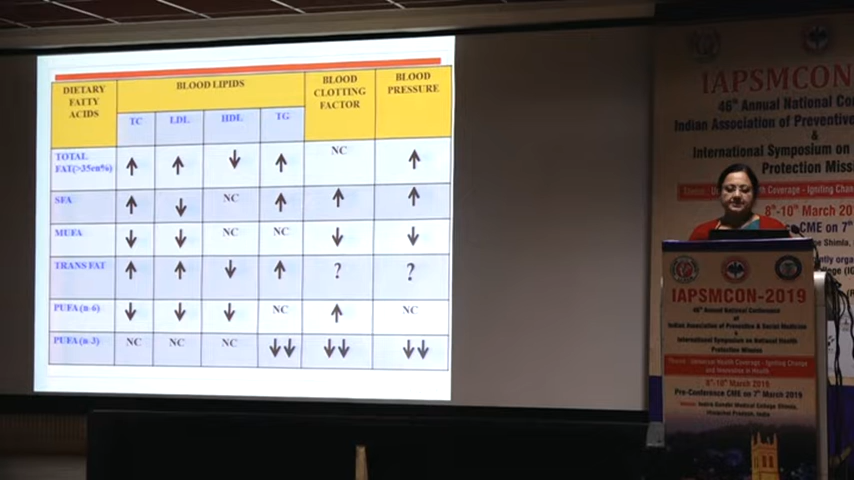 DIETARY
FATTY
ACIDS
BLOOD LIPIDS
BLOOD
CLOTTING
FACTOR
BLOOD
PRESSURE
TC LDL HDL TG
TOTAL
FAT(>35en%) ↑ ↑ ↓ ↑ NC ↑
SFA ↑ ↓ NC ↑ ↑ ↑
MUFA ↓ ↓ NC NC ↓ ↓
TRANS FAT ↑ ↑ ↓ ↑ ? ?
PUFA (n-6) ↓ ↓ ↓ NC ↑ NC
PUFA (n-3) NC NC NC ↓↓ ↓↓ ↓↓
IAPSMCON
46th Annual National
Indian Association of Preventive
&
International Symposium on
Protection
Coverage - Igniting
8th-10th March
CME on 7th
Shimla,
IAPSMCON-2019
46th Annual National Conference
of
Indian Association of Preventive & Social Medicine
&
International Symposium on National Health
Protection Mission
Theme: Universal Health Coverage - Igniting Change
and Innovation in Health
8th-10th March 2019
Pre-Conference CME on 7th March 2019
Venue: Indira Gandhi Medical College Shimla,
Himachal Pradesh, India